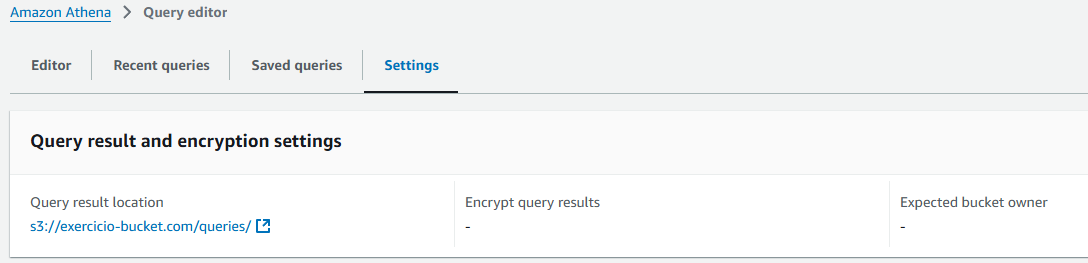 Amazon Athena > Query editor
Editor Recent queries Saved queries Settings
Query result and encryption settings
Query result location Encrypt query results Expected bucket owner
s3://exercicio-bucket.com/queries/ - -